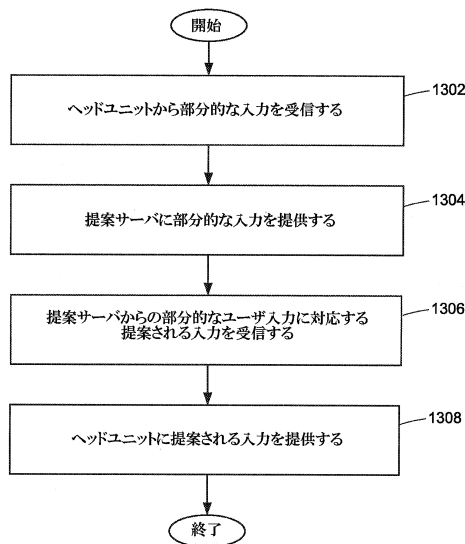 開始
ヘッドユニットから部分的な入力を受信する
1302
提案サーバに部分的な入力を提供する
1304
提案サーバからの部分的なユーザ入力に対応する
提案される入力を受信する
1306
ヘッドユニットに提案される入力を提供する
1308
終了